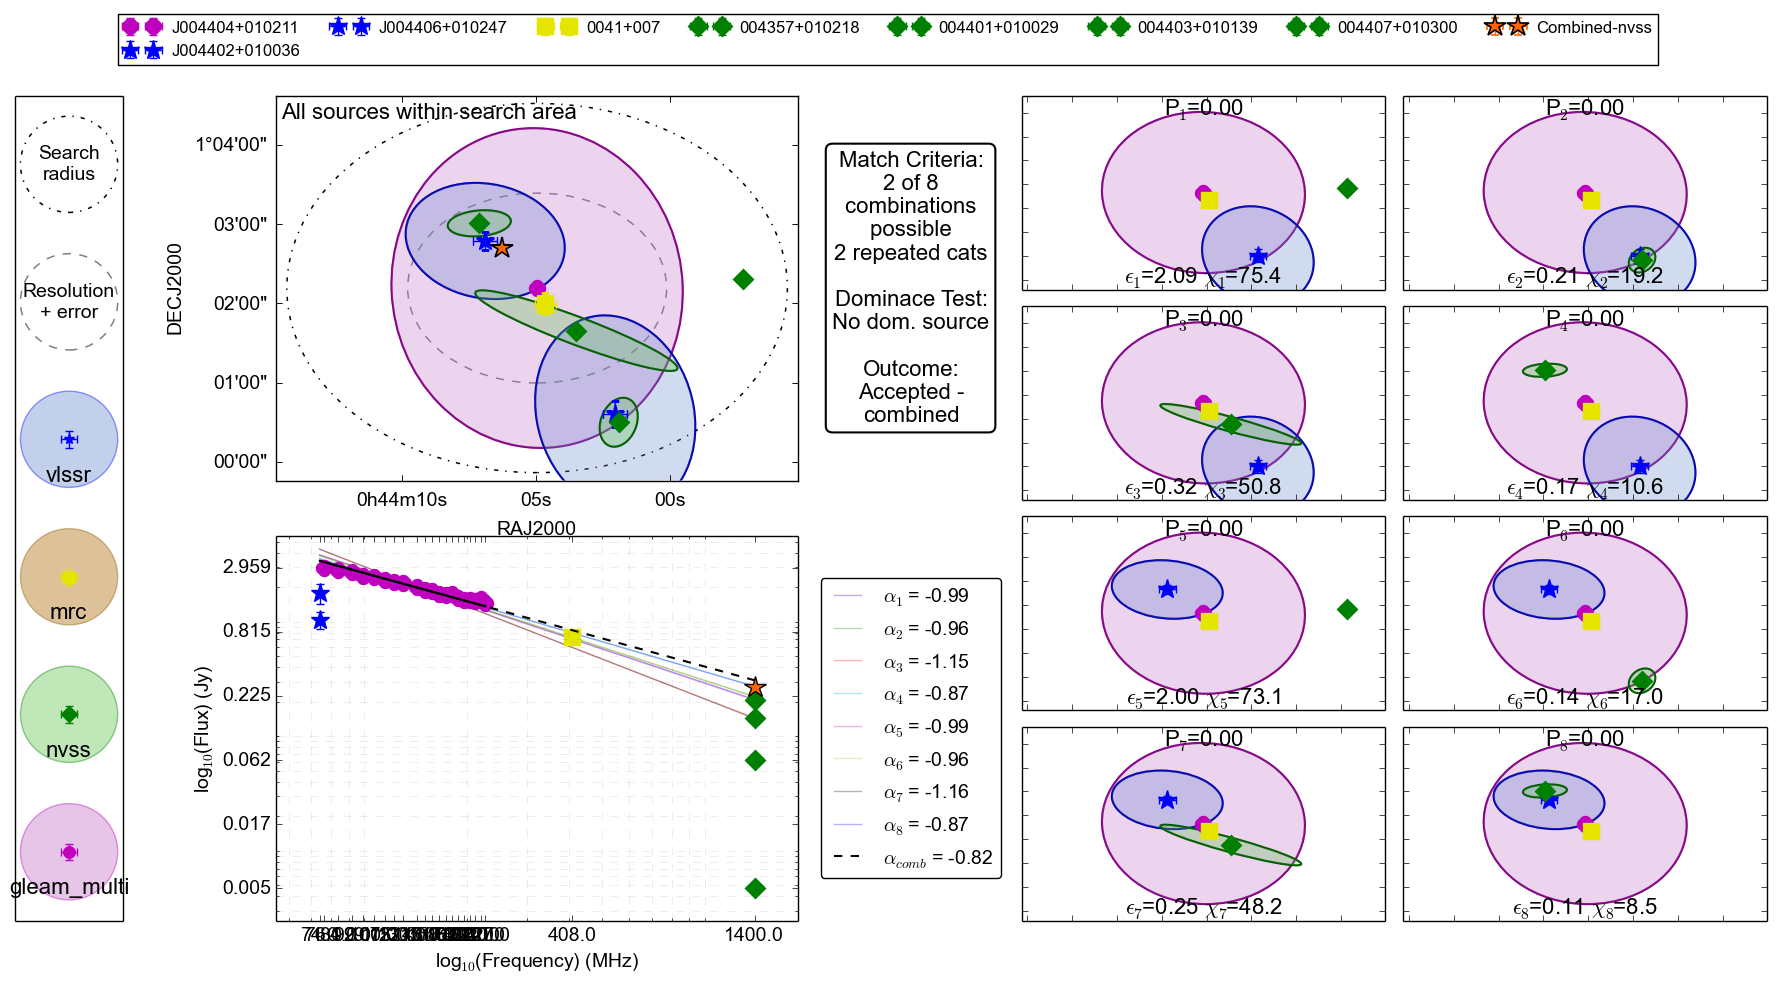 J004404+010211
J004406+010247
0041+007
004357+010218
004401+010029
004403+010139
004407+010300
Combined-nvss
J004402+010036
Search
radius
Resolution
+ error
vlssr
mrc
nvss
gleam_multi
All sources within search area
DECJ2000
1°04'00"
03'00"
02'00"
01'00"
00'00"
0h44m10s
05s
00s
RAJ2000
Match Criteria:
2 of 8
combinations
possible
2 repeated cats
Dominace Test:
No dom. source
Outcome:
Accepted -
combined
log10(Flux) (Jy)
2.959
0.815
0.225
0.062
0.017
0.005
408.0
1400.0
log10(Frequency) (MHz)
α1 = -0.99
α2 = -0.96
α3 = -1.15
α4 = -0.87
α5 = -0.99
α6 = -0.96
α7 = -1.16
α8 = -0.87
αcomb = -0.82
P1=0.00
ϵ1=2.09 χ1=75.4
P2=0.00
ϵ2=0.21 χ2=19.2
P3=0.00
ϵ3=0.32 χ3=50.8
P4=0.00
ϵ4=0.17 χ4=10.6
P5=0.00
ϵ5=2.00 χ5=73.1
P6=0.00
ϵ6=0.14 χ6=17.0
P7=0.00
ϵ7=0.25 χ7=48.2
P8=0.00
ϵ8=0.11 χ8=8.5